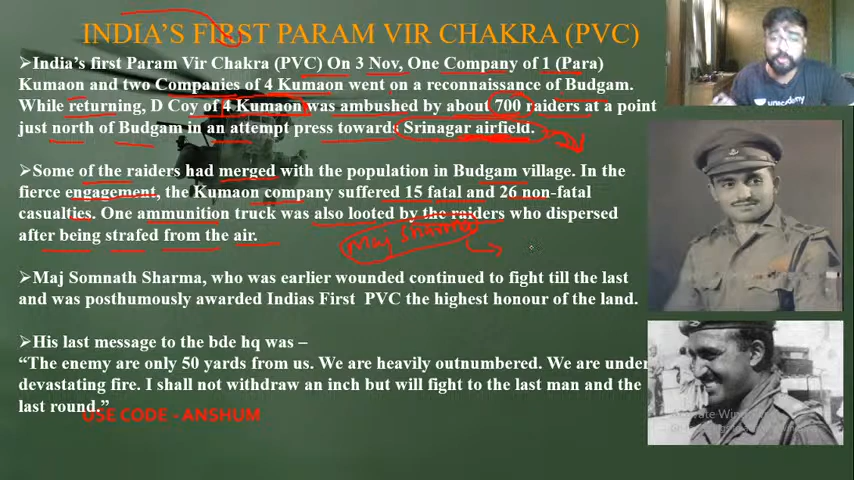 INDIA'S FIRST PARAM VIR CHAKRA (PVC)
➢India's first Param Vir Chakra (PVC) On 3 Nov, One Company of 1 (Para)
Kumaon and two Companies of 4 Kumaon went on a reconnaissance of Budgam.
While returning, D Coy of 4 Kumaon was ambushed by about 700 raiders at a point
just north of Budgam in an attempt press towards Srinagar airfield.
➢Some of the raiders had merged with the population in Budgam village. In the
fierce engagement, the Kumaon company suffered 15 fatal and 26 non-fatal
casualties. One ammunition truck was also looted by the raiders who dispersed
after being strafed from the air.
Maj Sharma
➢Maj Somnath Sharma, who was earlier wounded continued to fight till the last
and was posthumously awarded Indias First PVC the highest honour of the land.
➢His last message to the bde hq was –
“The enemy are only 50 yards from us. We are heavily outnumbered. We are under
devastating fire. I shall not withdraw an inch but will fight to the last man and the
last round.”
USE CODE - ANSHUM
unacademy